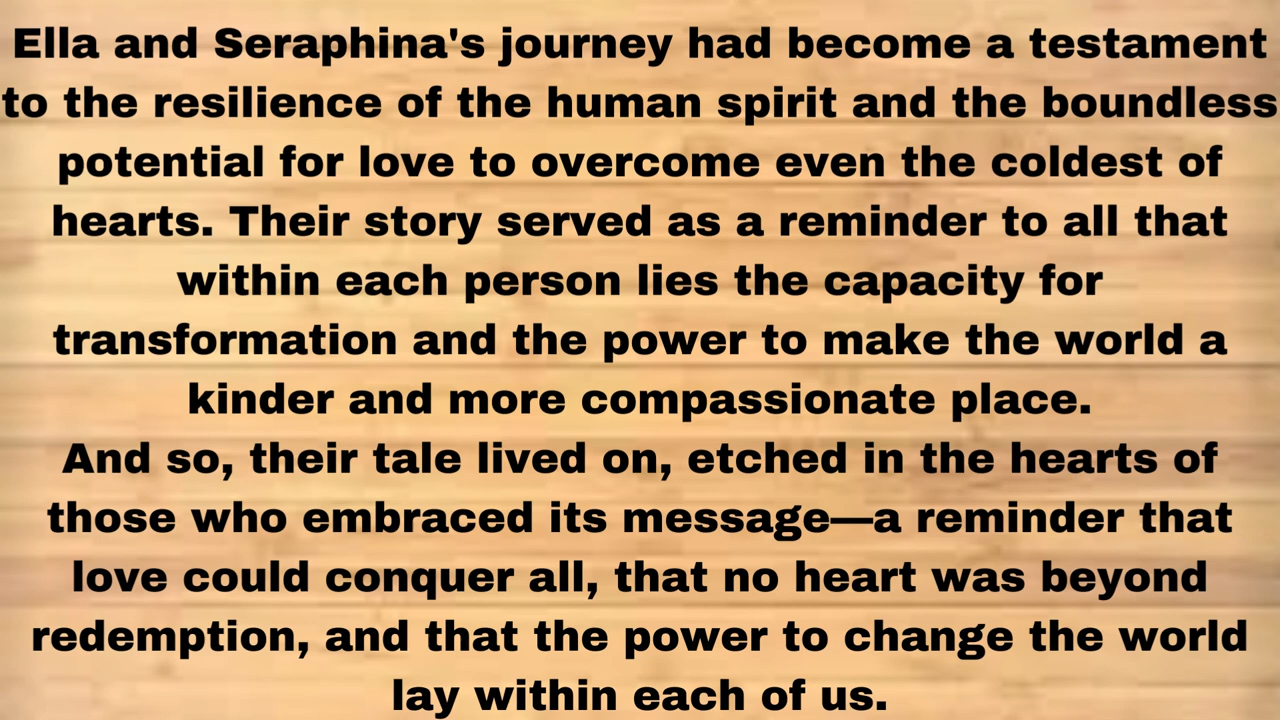 Ella and Seraphina's journey had become a testament
to the resilience of the human spirit and the boundless
potential for love to overcome even the coldest of
hearts. Their story served as a reminder to all that
within each person lies the capacity for
transformation and the power to make the world a
kinder and more compassionate place.
And so, their tale lived on, etched in the hearts of
those who embraced its message—a reminder that
love could conquer all, that no heart was beyond
redemption, and that the power to change the world
lay within each of us.